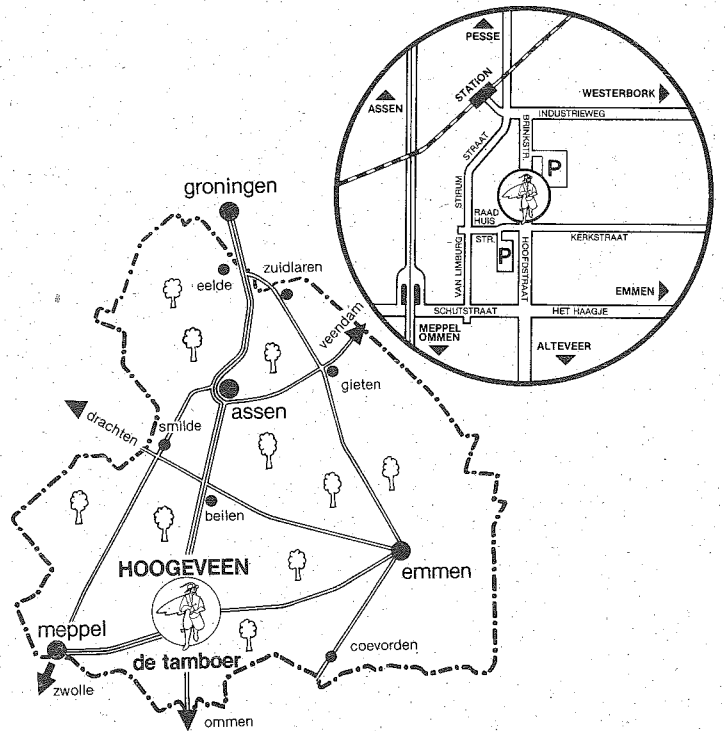 PESSE
ASSEN
STATION
WESTERBORK
INDUSTRIEWEG
BRINKSTR.
STRAAT
STIRUM
VAN LIMBURG
P
RAAD
HUIS
STR.
P
HOOFDSTRAAT
KERKSTRAAT
EMMEN
SCHUTSTRAAT
HET HAAGJE
MEPPEL
OMMEN
ALTEVEER
groningen
eelde
zuidlaren
veendam
gieten
assen
drachten
smilde
beilen
HOOGEVEEN
emmen
meppel
de tamboer
coevorden
zwolle
ommen